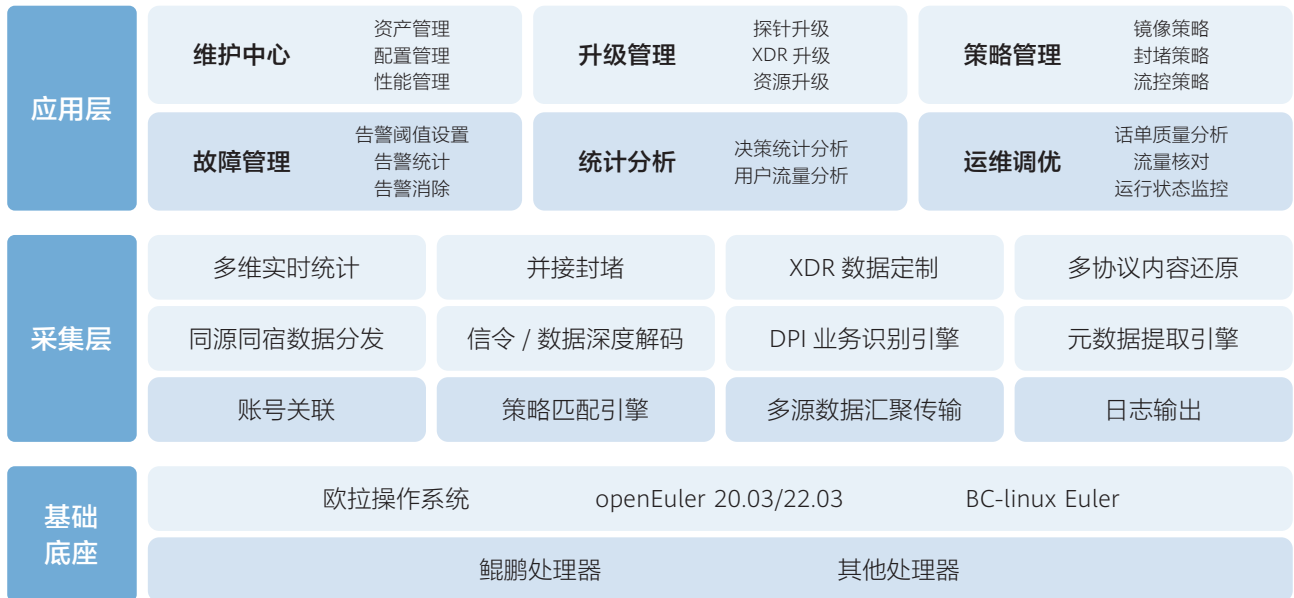 应用层
维护中心
资产管理
配置管理
性能管理
升级管理
探针升级
XDR 升级
资源升级
策略管理
镜像策略
封堵策略
流控策略
故障管理
告警阈值设置
告警统计
告警消除
统计分析
决策统计分析
用户流量分析
运维调优
话单质量分析
流量核对
运行状态监控
采集层
多维实时统计
并接封堵
XDR 数据定制
多协议内容还原
同源同宿数据分发
信令 / 数据深度解码
DPI 业务识别引擎
元数据提取引擎
账号关联
策略匹配引擎
多源数据汇聚传输
日志输出
基础
底座
欧拉操作系统
openEuler 20.03/22.03
BC-linux Euler
鲲鹏处理器
其他处理器